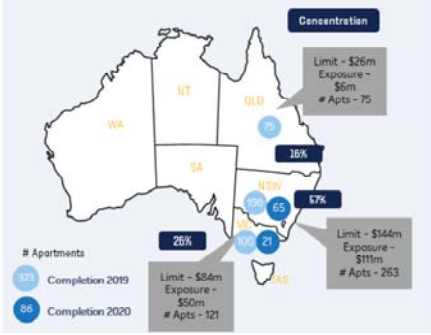 Concentration
Limit - $26m
Exposure -
$6m
# Apts - 75
NT
QLD
WA
75
16%
SA
NSW
198
65
57%
VIC
26%
100
21
Limit - $144m
Exposure -
$111m
# Apts - 263
# Apartments
373
Completion 2019
86
Completion 2020
Limit - $84m
Exposure -
$50m
# Apts - 121
TAS